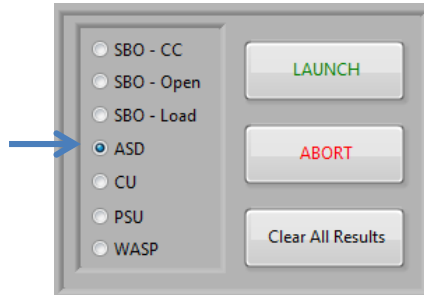 SBO - CC
SBO - Open
SBO - Load
ASD
CU
PSU
WASP
LAUNCH
ABORT
Clear All Results